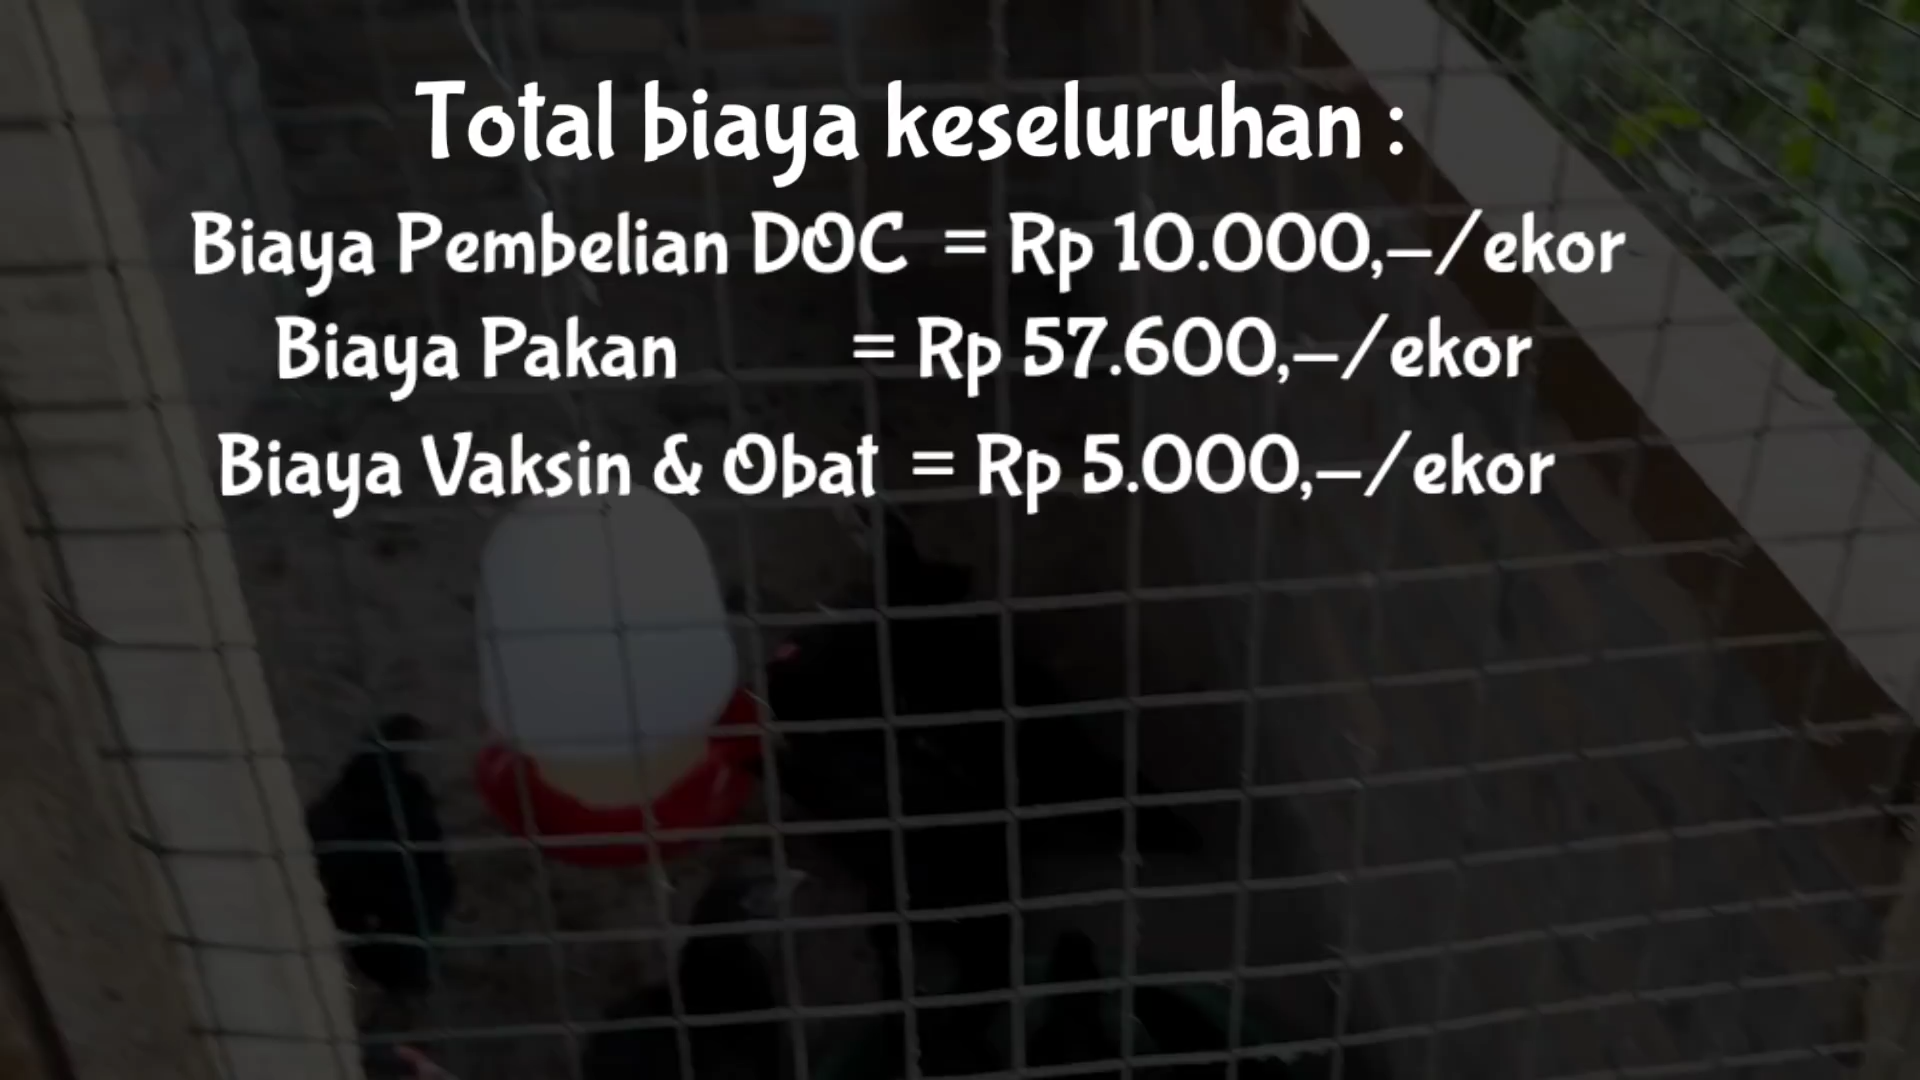 Total biaya keseluruhan :
Biaya Pembelian DOC = Rp 10.000,-/ekor
Biaya Pakan = Rp 57.600,-/ekor
Biaya Vaksin & Obat = Rp 5.000,-/ekor